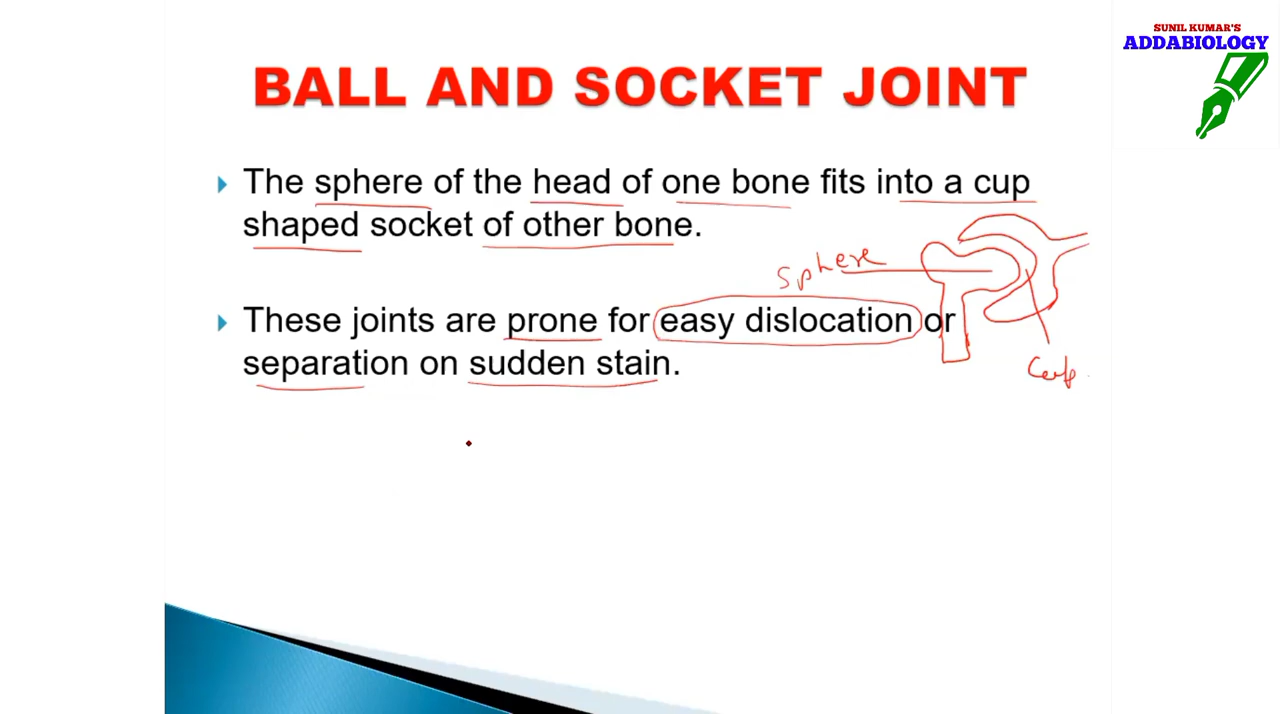 SUNIL KUMAR'S
ADDABIOLOGY
BALL AND SOCKET JOINT
The sphere of the head of one bone fits into a cup
shaped socket of other bone.
Sphere
These joints are prone for easy dislocation or
separation on sudden stain.
Cup